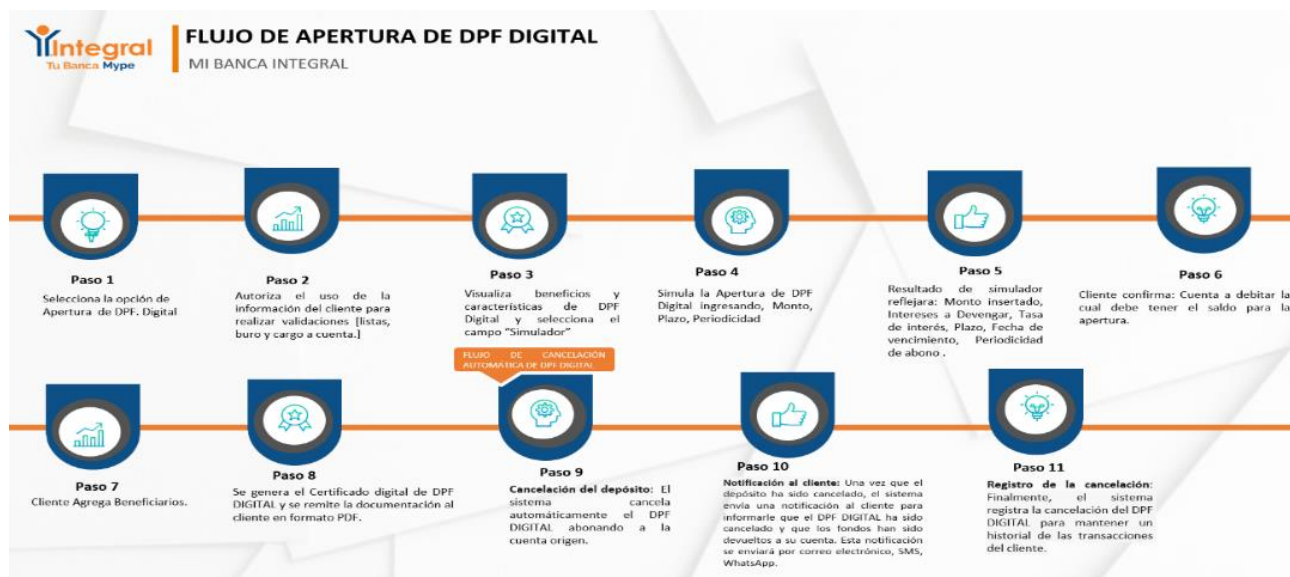 Integral
Tu Banca Mype
FLUJO DE APERTURA DE DPF DIGITAL
MI BANCA INTEGRAL
Paso 1
Selecciona la opción de
Apertura de DPF. Digital
Paso 2
Autoriza el uso de la
información del cliente para
realizar validaciones [listas,
buro y cargo a cuenta.]
Paso 3
Visualiza beneficios y
características de DPF
Digital y selecciona el
campo “Simulador”
Paso 4
Simula la Apertura de DPF
Digital ingresando, Monto,
Plazo, Periodicidad
Paso 5
Resultado de simulador
reflejara: Monto insertado,
Intereses a Devengar, Tasa
de interés, Plazo, Fecha de
vencimiento, Periodicidad
de abono .
Paso 6
Cliente confirma: Cuenta a debitar la
cual debe tener el saldo para la
apertura.
FLUJO DE CANCELACIÓN
AUTOMÁTICA DE DPF DIGITAL
Paso 7
Cliente Agrega Beneficiarios.
Paso 8
Se genera el Certificado digital de DPF
DIGITAL y se remite la documentación al
cliente en formato PDF.
Paso 9
Cancelación del depósito: El
sistema cancela
automáticamente el DPF
DIGITAL abonando a la
cuenta origen.
Paso 10
Notificación al cliente: Una vez que el
depósito ha sido cancelado, el sistema
envía una notificación al cliente para
informarle que el DPF DIGITAL ha sido
cancelado y que los fondos han sido
devueltos a su cuenta. Esta notificación
se enviará por correo electrónico, SMS,
WhatsApp.
Paso 11
Registro de la cancelación:
Finalmente, el sistema
registra la cancelación del DPF
DIGITAL para mantener un
historial de las transacciones
del cliente.